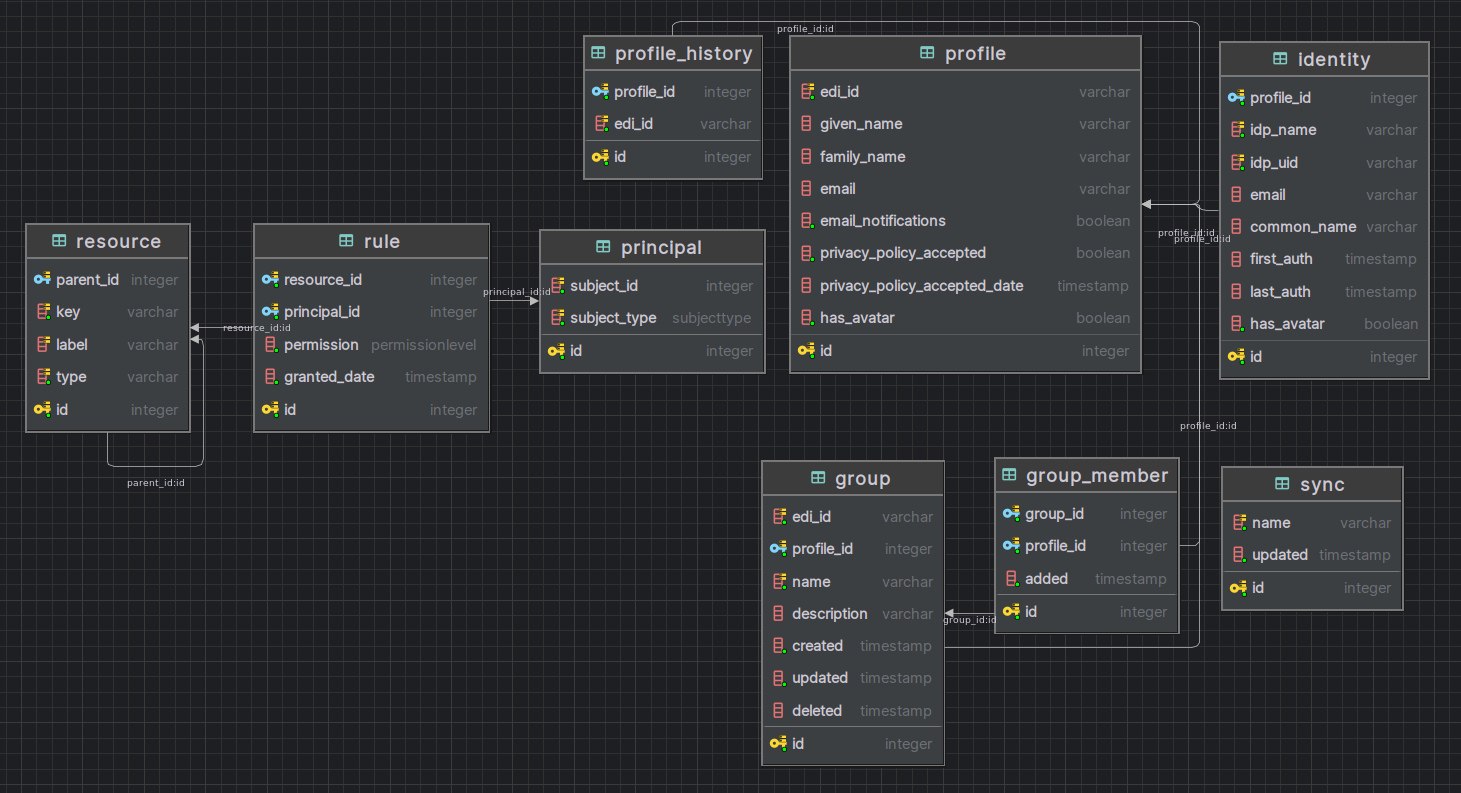 profile_id:id
profile_history
profile_id integer
edi_id varchar
id integer
profile
edi_id varchar
given_name varchar
family_name varchar
email varchar
email_notifications boolean
privacy_policy_accepted boolean
privacy_policy_accepted_date timestamp
has_avatar boolean
id integer
identity
profile_id integer
idp_name varchar
idp_uid varchar
email varchar
common_name varchar
first_auth timestamp
last_auth timestamp
has_avatar boolean
id integer
profile_id:id
profile_id:id
resource
parent_id integer
key varchar
label varchar
type varchar
id integer
parent_id:id
resource_id:id
rule
resource_id integer
principal_id integer
permission permissionlevel
granted_date timestamp
id integer
principal_id:id
principal
subject_id integer
subject_type subjecttype
id integer
profile_id:id
group
edi_id varchar
profile_id integer
name varchar
description varchar
created timestamp
updated timestamp
deleted timestamp
id integer
group_id:id
group_member
group_id integer
profile_id integer
added timestamp
id integer
sync
name varchar
updated timestamp
id integer